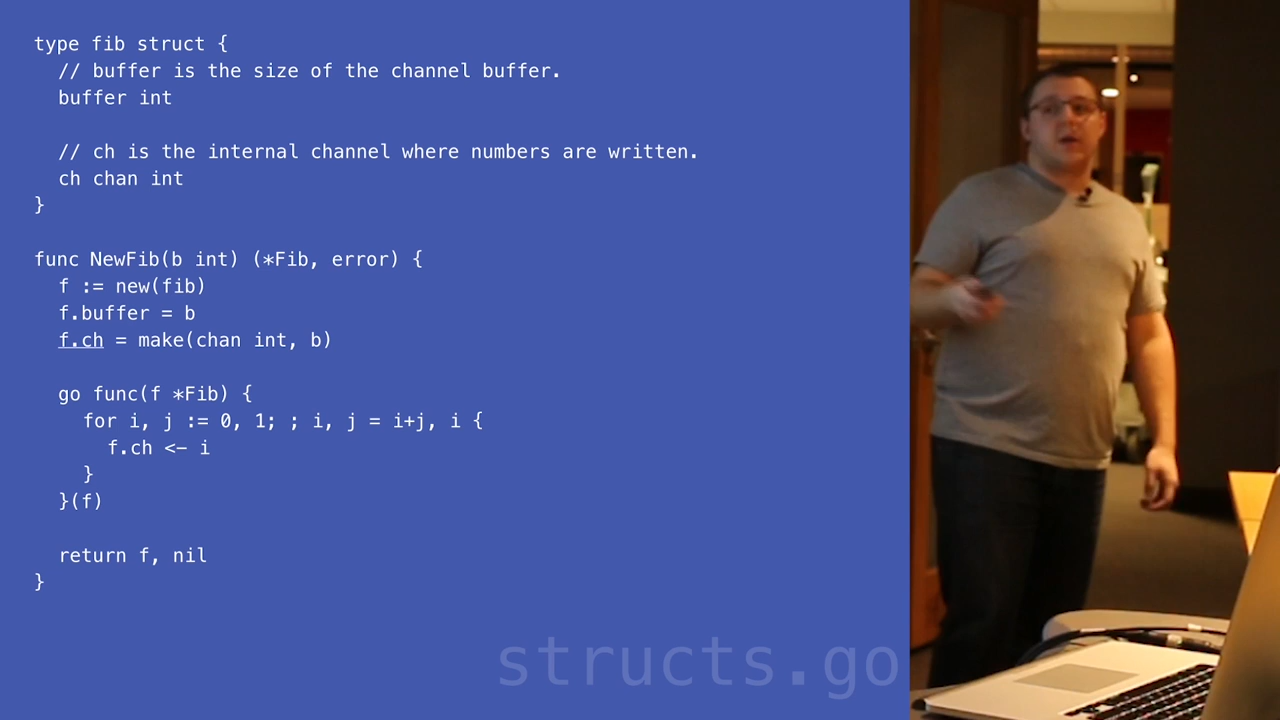 type fib struct {
// buffer is the size of the channel buffer.
buffer int
// ch is the internal channel where numbers are written.
ch chan int
}
func NewFib(b int) (*Fib, error) {
f := new(fib)
f.buffer = b
f.ch = make(chan int, b)
go func(f *Fib) {
for i, j := 0, 1; ; i, j = i+j, i {
f.ch <- i
}
}(f)
return f, nil
}
structs.go